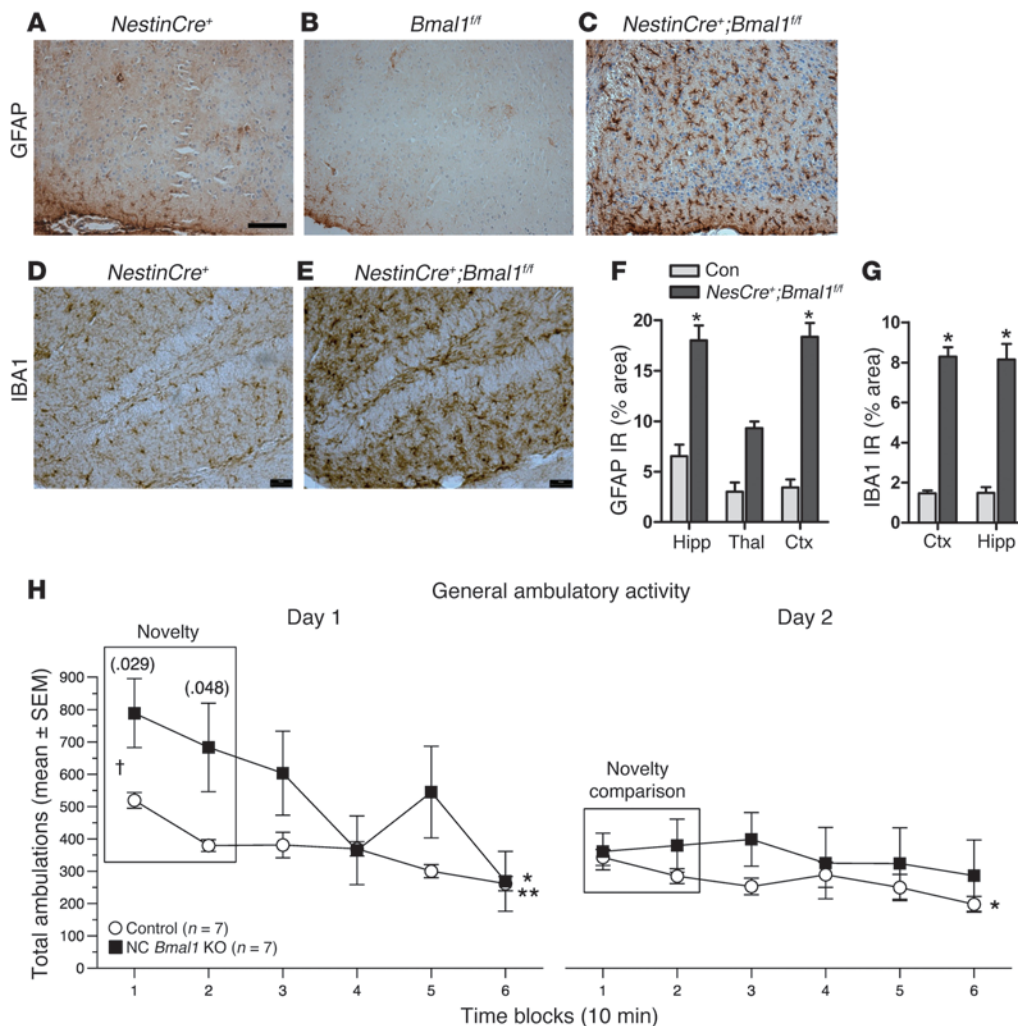 A NestinCre+ B Bmal1f/f C NestinCre+;Bmal1f/f
GFAP
D NestinCre+ E NestinCre+;Bmal1f/f
IBA1
F
Con
NesCre+;Bmal1f/f
G
GFAP IR (% area)
20
15
10
5
0
* *
Hipp Thal Ctx
IBA1 IR (% area)
10
8
6
4
2
0
* *
Ctx Hipp
H General ambulatory activity
Day 1 Day 2
Novelty
(.029)
(.048)
†
Novelty
comparison
Total ambulations (mean ± SEM)
900
800
700
600
500
400
300
200
100
0
*
**
*
Control (n = 7)
NC Bmal1 KO (n = 7)
1 2 3 4 5 6 1 2 3 4 5 6
Time blocks (10 min)